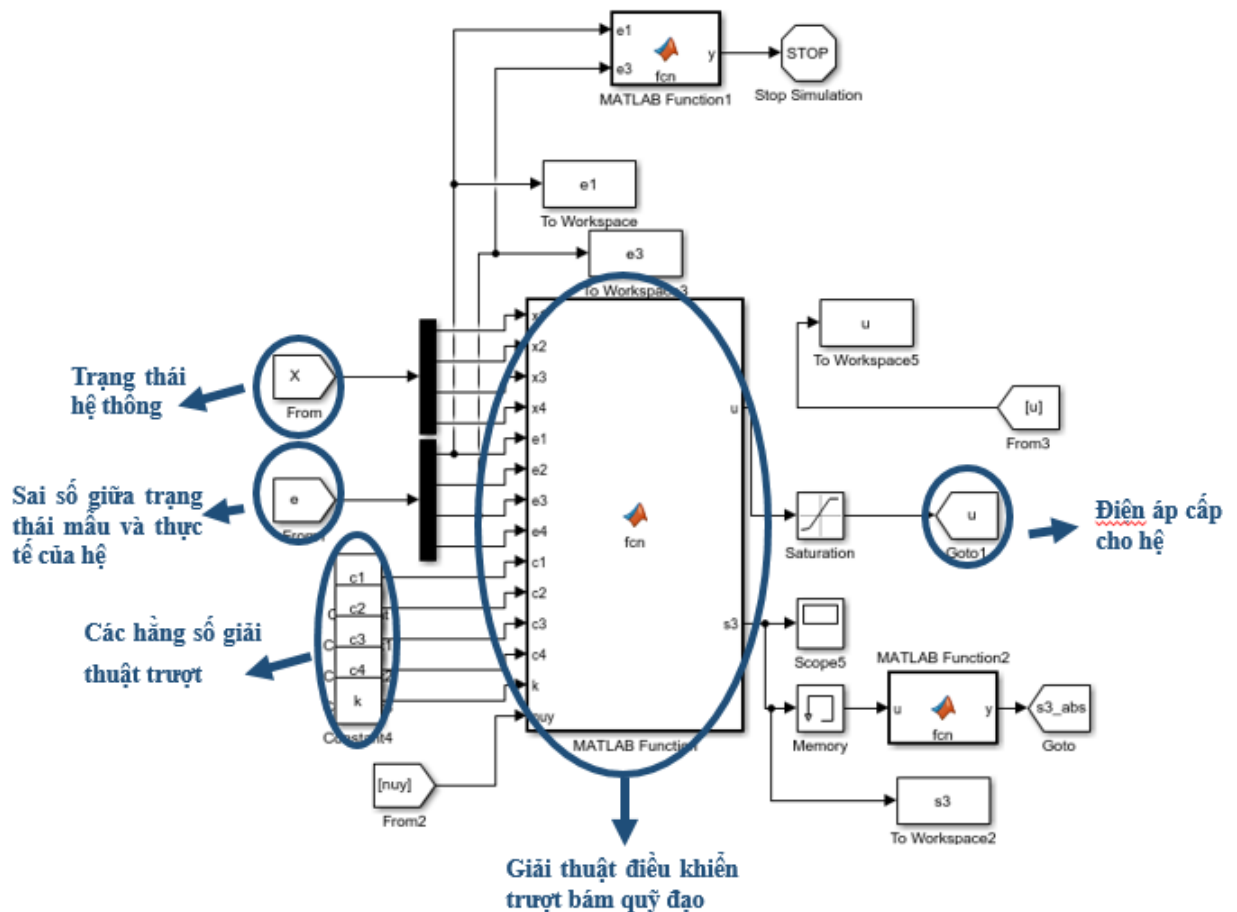 e1
e3
y
fcn
MATLAB Function1
STOP
Stop Simulation
e1
To Workspace
e3
To Workspace3
Trạng thái
hệ thống
X
From
Sai số giữa trạng
thái mẫu và thực
tế của hệ
e
Các hằng số giải
thuật trượt
c1
c2
c3
c4
k
Constant4
[nuy]
From2
x2
x3
x4
e1
e2
e3
e4
c1
c2
c3
c4
k
nuy
fcn
u
s3
MATLAB Function
u
To Workspace5
[u]
From3
Saturation
u
Goto1
Điện áp cấp
cho hệ
Scope5
MATLAB Function2
Memory
u
y
fcn
s3_abs
Goto
s3
To Workspace2
Giải thuật điều khiển
trượt bám quỹ đạo